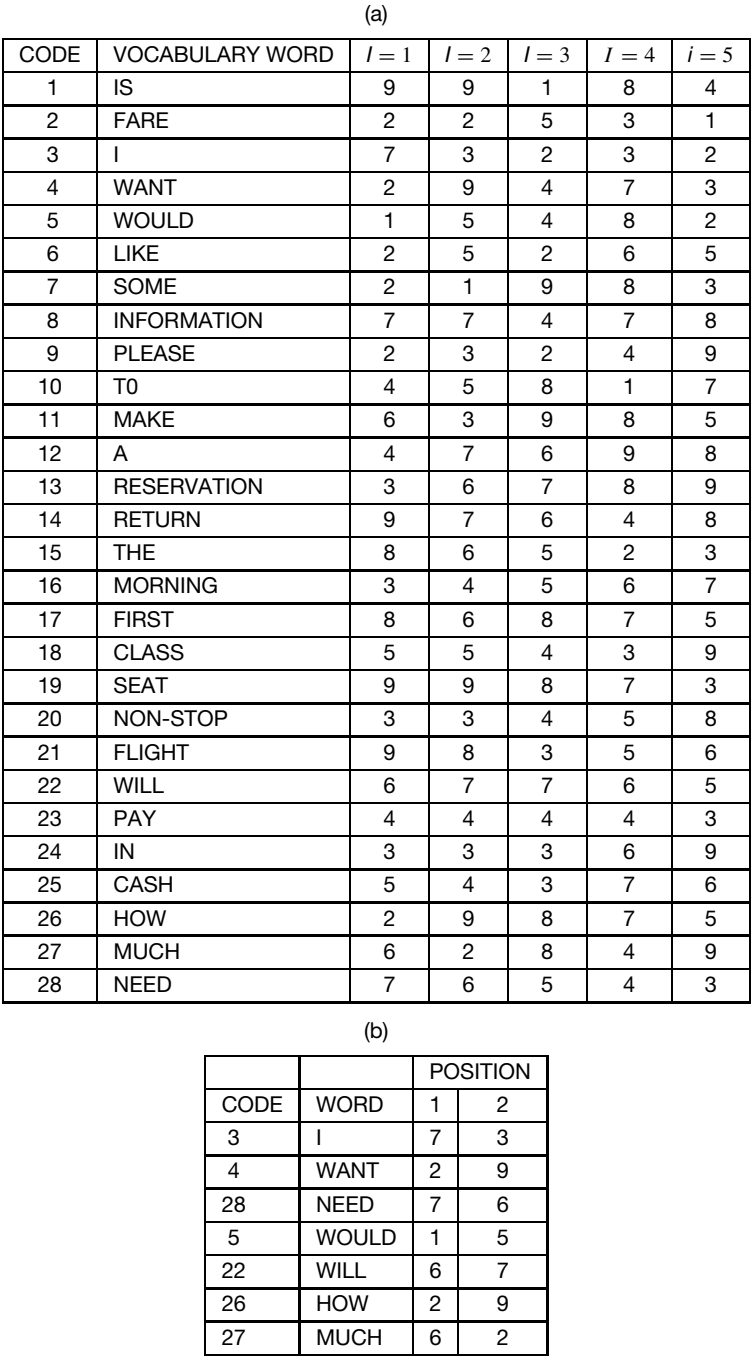 (a)
CODE VOCABULARY WORD I = 1 I = 2 I = 3 I = 4 i = 5
1 IS 9 9 1 8 4
2 FARE 2 2 5 3 1
3 I 7 3 2 3 2
4 WANT 2 9 4 7 3
5 WOULD 1 5 4 8 2
6 LIKE 2 5 2 6 5
7 SOME 2 1 9 8 3
8 INFORMATION 7 7 4 7 8
9 PLEASE 2 3 2 4 9
10 T0 4 5 8 1 7
11 MAKE 6 3 9 8 5
12 A 4 7 6 9 8
13 RESERVATION 3 6 7 8 9
14 RETURN 9 7 6 4 8
15 THE 8 6 5 2 3
16 MORNING 3 4 5 6 7
17 FIRST 8 6 8 7 5
18 CLASS 5 5 4 3 9
19 SEAT 9 9 8 7 3
20 NON-STOP 3 3 4 5 8
21 FLIGHT 9 8 3 5 6
22 WILL 6 7 7 6 5
23 PAY 4 4 4 4 3
24 IN 3 3 3 6 9
25 CASH 5 4 3 7 6
26 HOW 2 9 8 7 5
27 MUCH 6 2 8 4 9
28 NEED 7 6 5 4 3
(b)
POSITION
CODE WORD 1 2
3 I 7 3
4 WANT 2 9
28 NEED 7 6
5 WOULD 1 5
22 WILL 6 7
26 HOW 2 9
27 MUCH 6 2